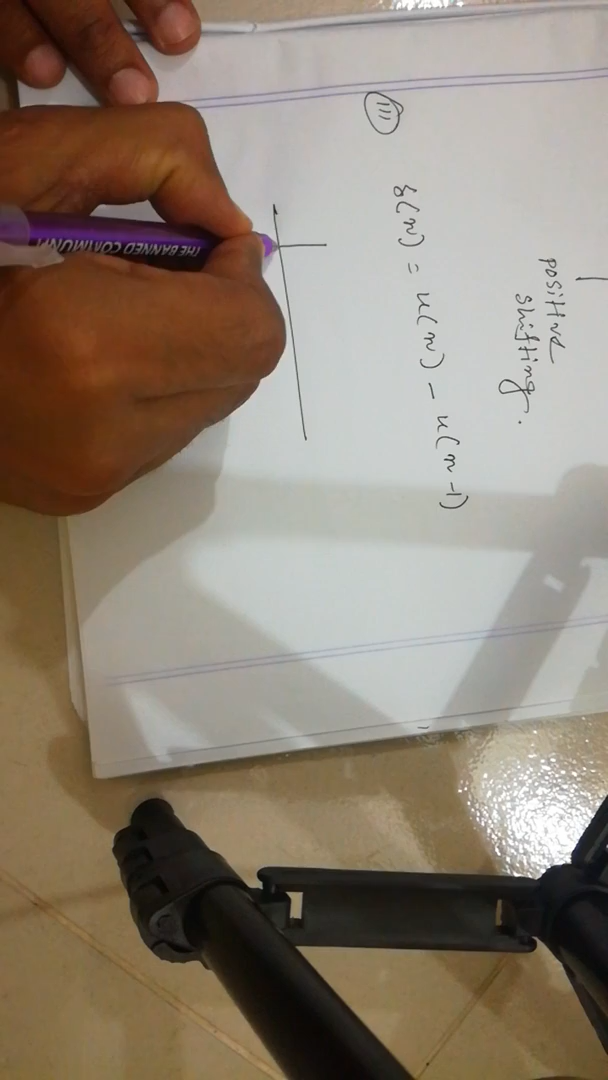 positive
shifting.
(iii)
δ(n) = u(n) - u(n-1)
THE BANNED COMMUNI